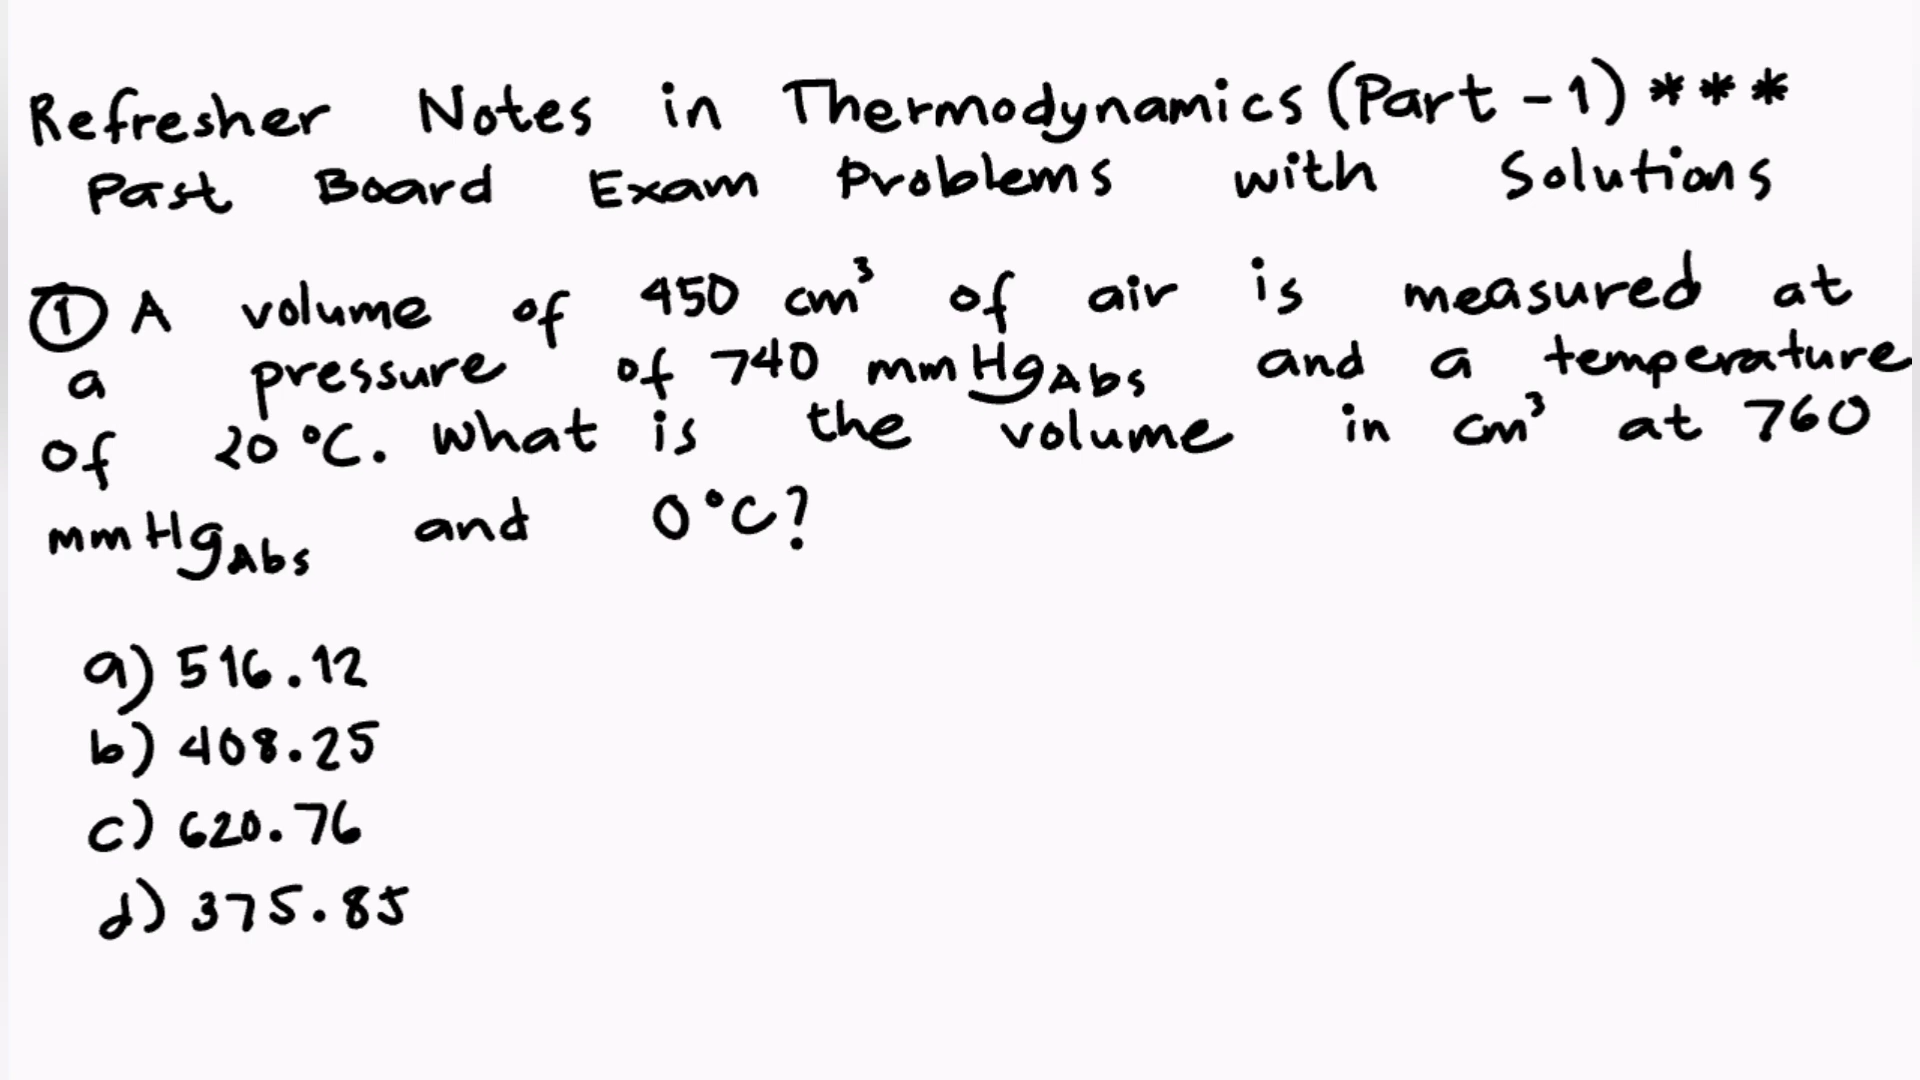 Refresher Notes in Thermodynamics (Part - 1) ***
Past Board Exam Problems with Solutions
① A volume of 450 cm³ of air is measured at
a pressure of 740 mmHgAbs and a temperature
of 20 °C. What is the volume in cm³ at 760
mmHgAbs and 0°C?
a) 516.12
b) 408.25
c) 620.76
d) 375.85